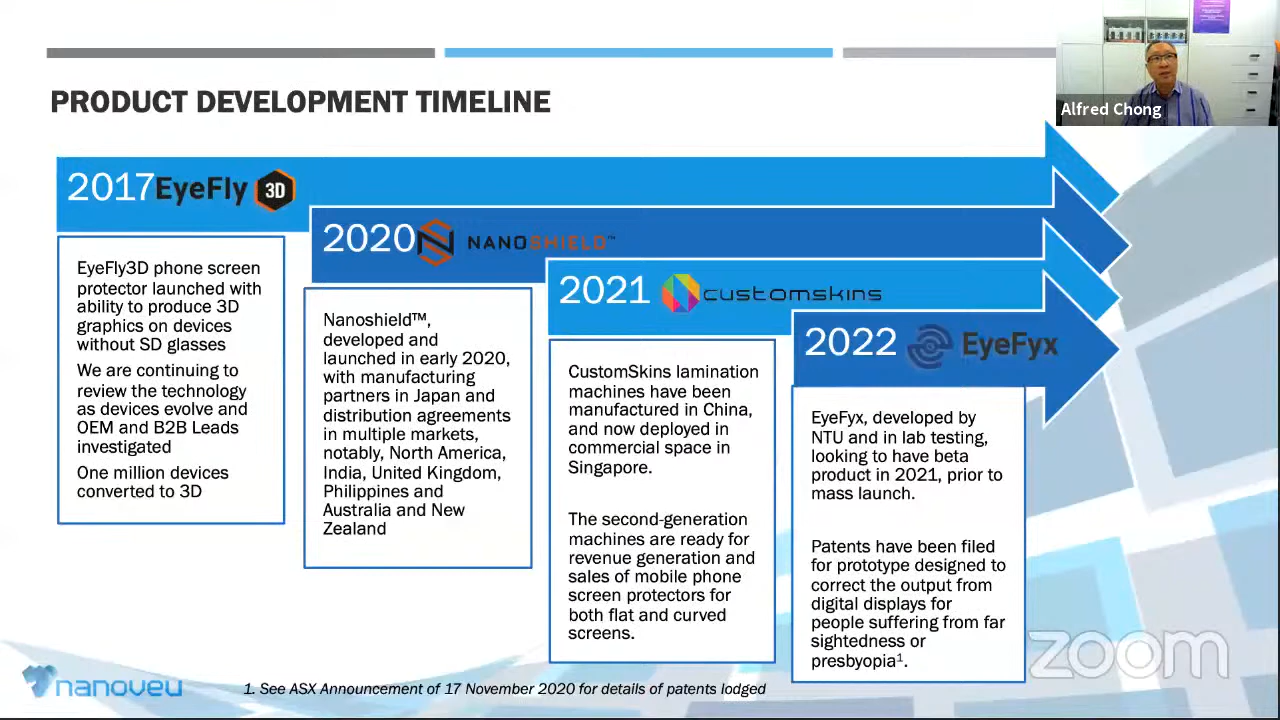 Alfred Chong
PRODUCT DEVELOPMENT TIMELINE
2017 EyeFly 3D
EyeFly3D phone screen
protector launched with
ability to produce 3D
graphics on devices
without SD glasses
We are continuing to
review the technology
as devices evolve and
OEM and B2B Leads
investigated
One million devices
converted to 3D
2020 NANOSHIELD™
Nanoshield™,
developed and
launched in early 2020,
with manufacturing
partners in Japan and
distribution agreements
in multiple markets,
notably, North America,
India, United Kingdom,
Philippines and
Australia and New
Zealand
2021 customskins
CustomSkins lamination
machines have been
manufactured in China,
and now deployed in
commercial space in
Singapore.
The second-generation
machines are ready for
revenue generation and
sales of mobile phone
screen protectors for
both flat and curved
screens.
2022 EyeFyx
EyeFyx, developed by
NTU and in lab testing,
looking to have beta
product in 2021, prior to
mass launch.
Patents have been filed
for prototype designed to
correct the output from
digital displays for
people suffering from far
sightedness or
presbyopia¹.
zoom
nanoveu
1. See ASX Announcement of 17 November 2020 for details of patents lodged